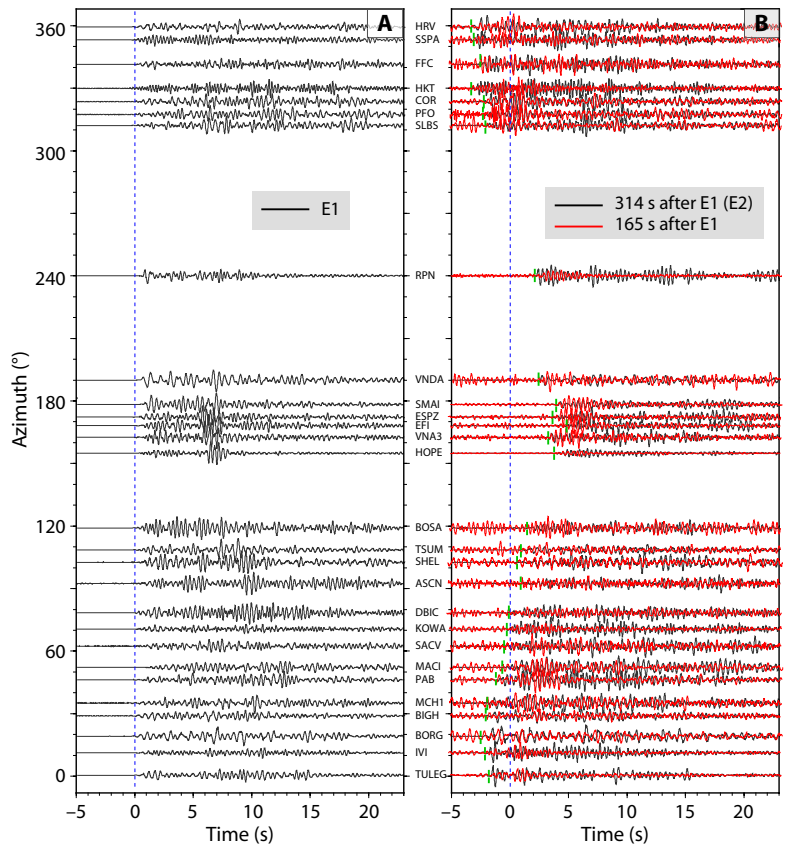 A
B
360
300
240
180
120
60
0
Azimuth (°)
E1
314 s after E1 (E2)
165 s after E1
HRV
SSPA
FFC
HKT
COR
PFO
SLBS
RPN
VNDA
SMAI
ESPZ
EFI
VNA3
HOPE
BOSA
TSUM
SHEL
ASCN
DBIC
KOWA
SACV
MACI
PAB
MCH1
BIGH
BORG
IVI
TULEG
−5 0 5 10 15 20
−5 0 5 10 15 20
Time (s)
Time (s)